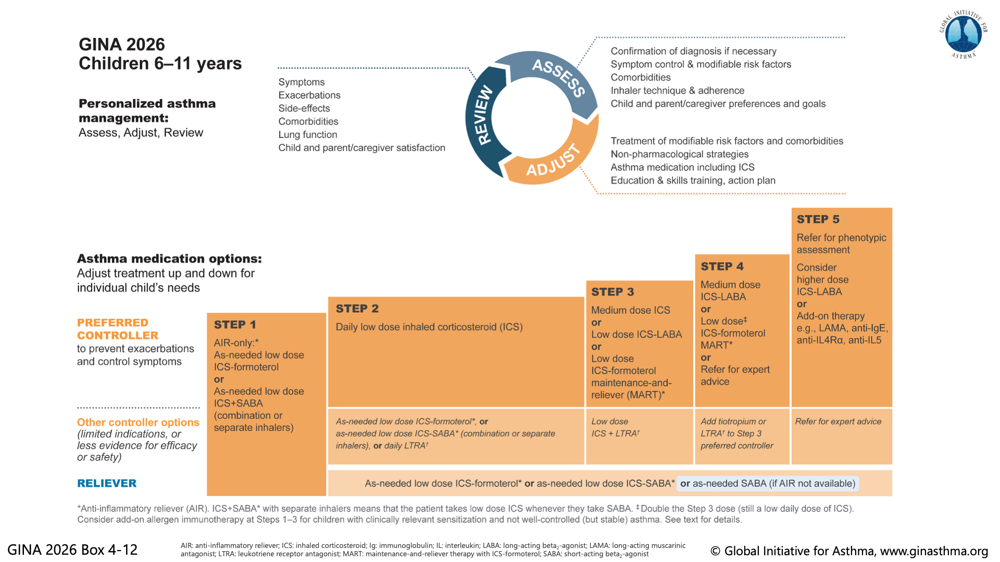 GINA 2026
Children 6–11 years
Personalized asthma
management:
Assess, Adjust, Review
Symptoms
Exacerbations
Side-effects
Comorbidities
Lung function
Child and parent/caregiver satisfaction
REVIEW
ASSESS
ADJUST
Confirmation of diagnosis if necessary
Symptom control & modifiable risk factors
Comorbidities
Inhaler technique & adherence
Child and parent/caregiver preferences and goals
Treatment of modifiable risk factors and comorbidities
Non-pharmacological strategies
Asthma medication including ICS
Education & skills training, action plan
GLOBAL INITIATIVE FOR
ASTHMA
Asthma medication options:
Adjust treatment up and down for
individual child’s needs
PREFERRED
CONTROLLER
to prevent exacerbations
and control symptoms
STEP 1
AIR-only:*
As-needed low dose
ICS-formoterol
or
As-needed low dose
ICS+SABA
(combination or
separate inhalers)
STEP 2
Daily low dose inhaled corticosteroid (ICS)
STEP 3
Medium dose ICS
or
Low dose ICS-LABA
or
Low dose
ICS-formoterol
maintenance-and-
reliever (MART)*
STEP 4
Medium dose
ICS-LABA
or
Low dose‡
ICS-formoterol
MART*
or
Refer for expert
advice
STEP 5
Refer for phenotypic
assessment
Consider
higher dose
ICS-LABA
or
Add-on therapy
e.g., LAMA, anti-IgE,
anti-IL4Rα, anti-IL5
Other controller options
(limited indications, or
less evidence for efficacy
or safety)
As-needed low dose ICS-formoterol*, or
as-needed low dose ICS-SABA* (combination or separate
inhalers), or daily LTRA†
Low dose
ICS + LTRA†
Add tiotropium or
LTRA† to Step 3
preferred controller
Refer for expert advice
RELIEVER
As-needed low dose ICS-formoterol* or as-needed low dose ICS-SABA* or as-needed SABA (if AIR not available)
*Anti-inflammatory reliever (AIR). ICS+SABA* with separate inhalers means that the patient takes low dose ICS whenever they take SABA. ‡Double the Step 3 dose (still a low daily dose of ICS).
Consider add-on allergen immunotherapy at Steps 1–3 for children with clinically relevant sensitization and not well-controlled (but stable) asthma. See text for details.
GINA 2026 Box 4-12
AIR: anti-inflammatory reliever; ICS: inhaled corticosteroid; Ig: immunoglobulin; IL: interleukin; LABA: long-acting beta₂-agonist; LAMA: long-acting muscarinic
antagonist; LTRA: leukotriene receptor antagonist; MART: maintenance-and-reliever therapy with ICS-formoterol; SABA: short-acting beta₂-agonist
© Global Initiative for Asthma, www.ginasthma.org